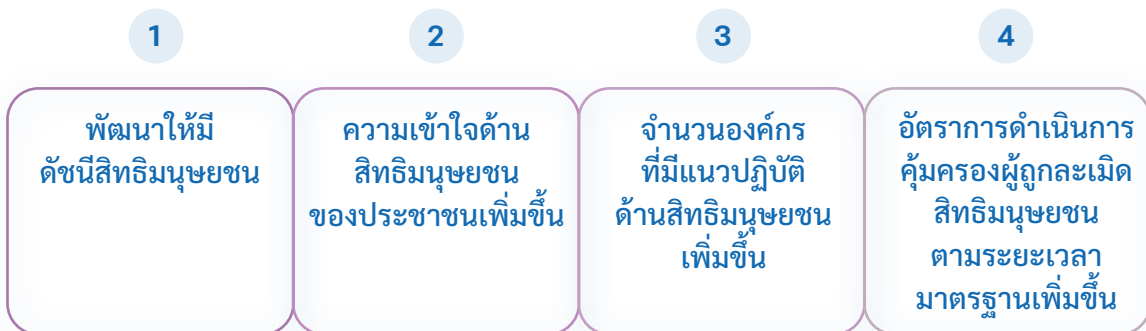 1
พัฒนาให้มี
ดัชนีสิทธิมนุษยชน
2
ความเข้าใจด้าน
สิทธิมนุษยชน
ของประชาชนเพิ่มขึ้น
3
จำนวนองค์กร
ที่มีแนวปฏิบัติ
ด้านสิทธิมนุษยชน
เพิ่มขึ้น
4
อัตราการดำเนินการ
คุ้มครองผู้ถูกละเมิด
สิทธิมนุษยชน
ตามระยะเวลา
มาตรฐานเพิ่มขึ้น